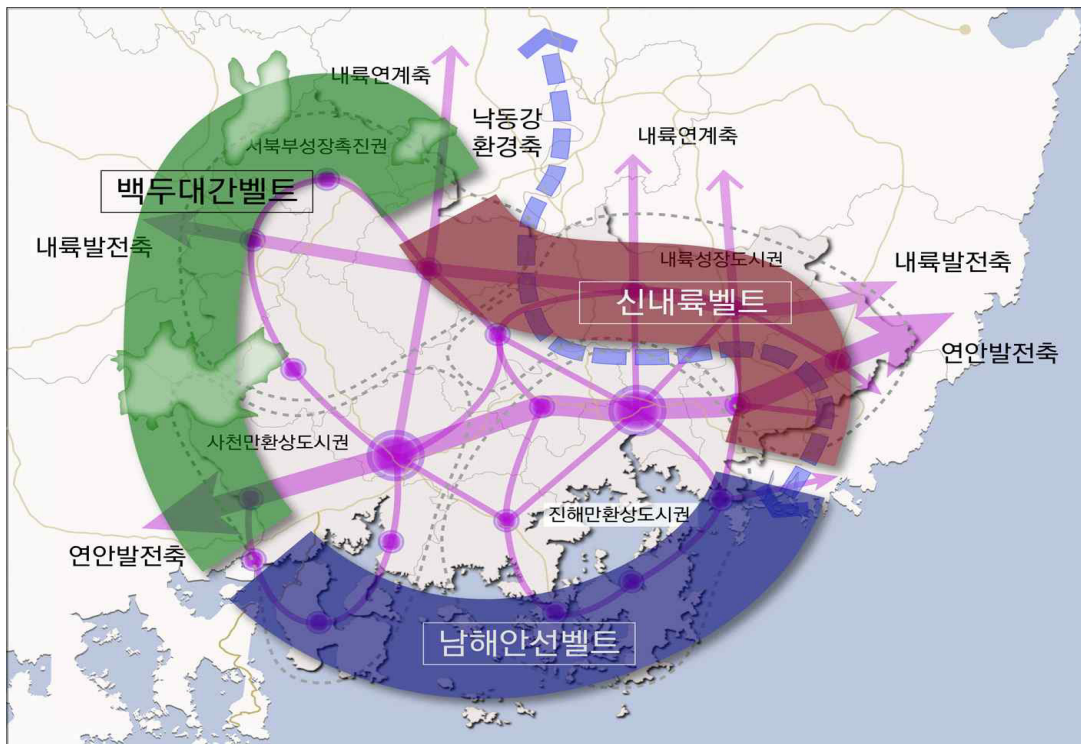 내륙연계축
낙동강
환경축
내륙연계축
서북부성장촉진권
백두대간벨트
내륙발전축
내륙성장도시권
내륙발전축
신내륙벨트
연안발전축
사천만환상도시권
진해만환상도시권
연안발전축
남해안선벨트